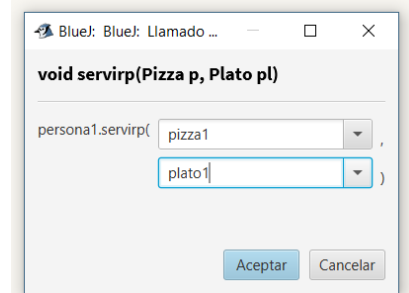 BlueJ: BlueJ: Llamado ...
void servirp(Pizza p, Plato pl)
persona1.servirp( pizza1 ,
plato1 )
Aceptar Cancelar